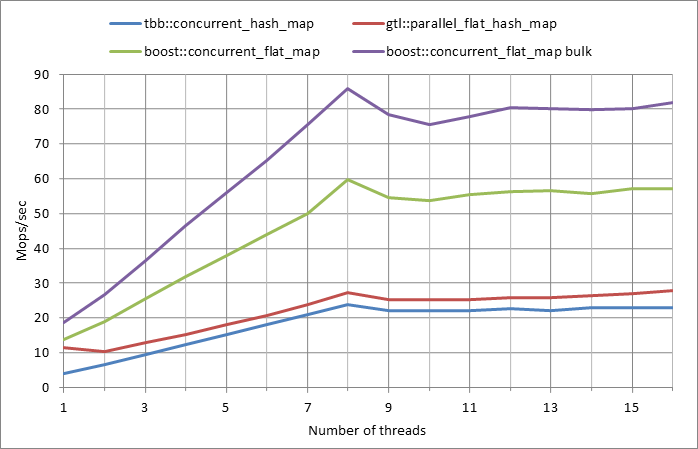 tbb::concurrent_hash_map gtl::parallel_flat_hash_map
boost::concurrent_flat_map boost::concurrent_flat_map bulk
90
80
70
60
50
40
30
20
10
0
Mops/sec
1 3 5 7 9 11 13 15
Number of threads